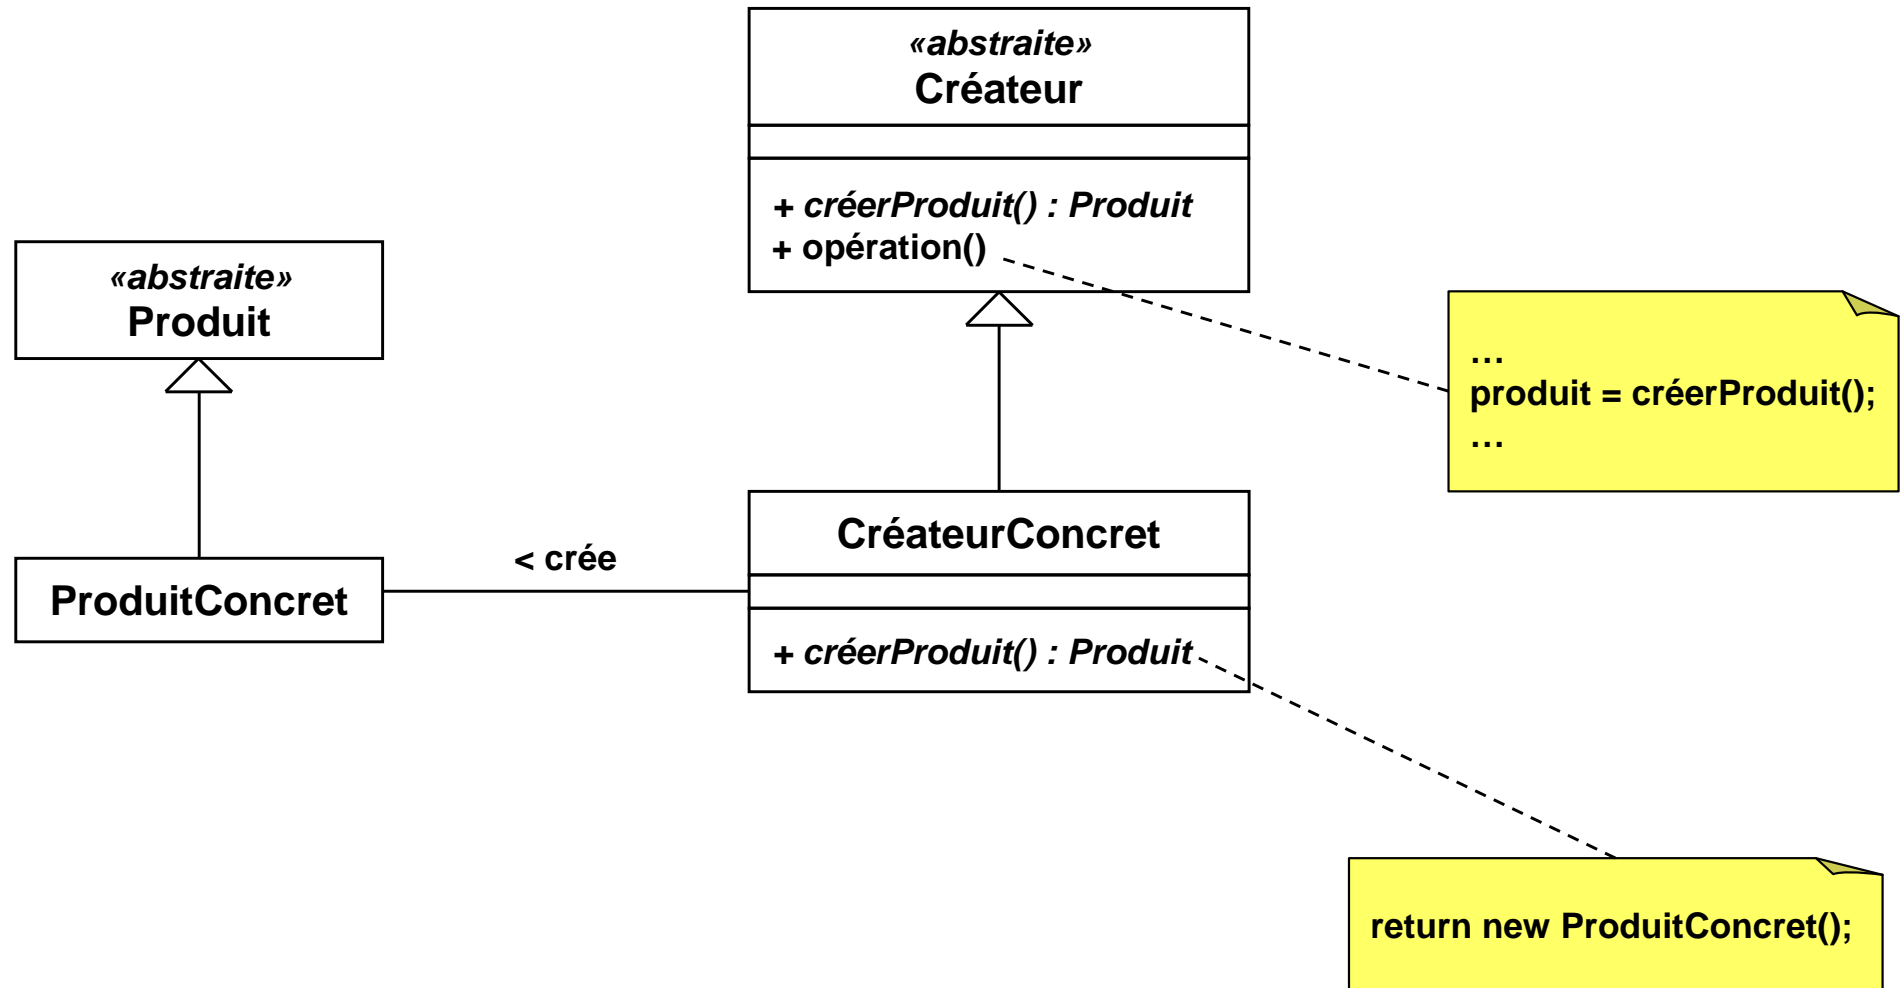 «abstraite»
Créateur
+ créerProduit() : Produit
+ opération()
«abstraite»
Produit
…
produit = créerProduit();
…
CréateurConcret
< crée
ProduitConcret
+ créerProduit() : Produit
return new ProduitConcret();